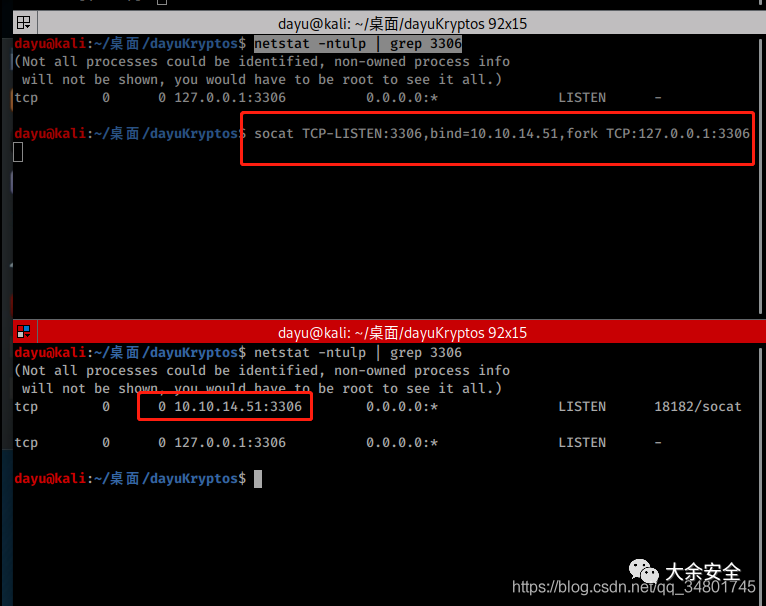 dayu@kali: ~/桌面/dayuKryptos 92x15
dayu@kali:~/桌面/dayuKryptos$ netstat -ntulp | grep 3306
(Not all processes could be identified, non-owned process info
will not be shown, you would have to be root to see it all.)
tcp 0 0 127.0.0.1:3306 0.0.0.0:* LISTEN -
dayu@kali:~/桌面/dayuKryptos$ socat TCP-LISTEN:3306,bind=10.10.14.51,fork TCP:127.0.0.1:3306
dayu@kali: ~/桌面/dayuKryptos 92x15
dayu@kali:~/桌面/dayuKryptos$ netstat -ntulp | grep 3306
(Not all processes could be identified, non-owned process info
will not be shown, you would have to be root to see it all.)
tcp 0 0 10.10.14.51:3306 0.0.0.0:* LISTEN 18182/socat
tcp 0 0 127.0.0.1:3306 0.0.0.0:* LISTEN -
dayu@kali:~/桌面/dayuKryptos$
大余安全
https://blog.csdn.net/qq_34801745